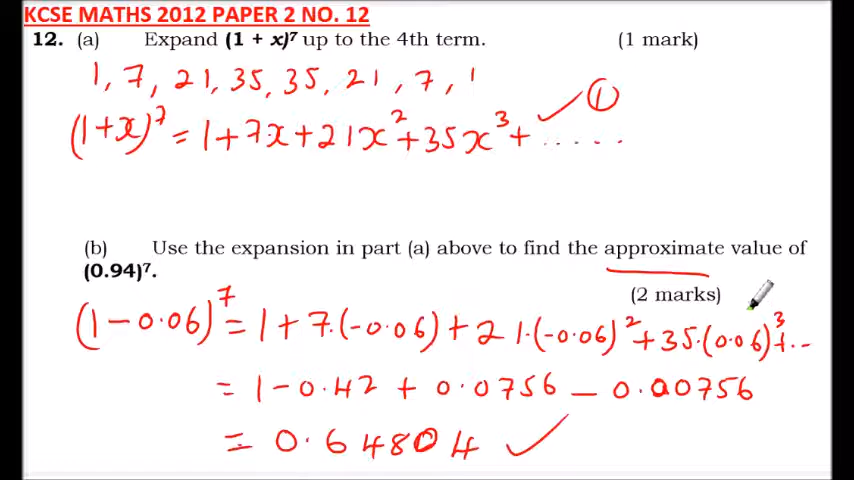 KCSE MATHS 2012 PAPER 2 NO. 12
12. (a) Expand (1 + x)⁷ up to the 4th term. (1 mark)
1, 7, 21, 35, 35, 21, 7, 1
(1+x)⁷ = 1+7x+21x²+35x³+ ..... ✓ ①
(b) Use the expansion in part (a) above to find the approximate value of
(0.94)⁷.
(2 marks)
(1-0.06)⁷ = 1+7.(-0.06)+21.(-0.06)²+35.(0.06)³+...
= 1-0.42 + 0.0756 - 0.00756
= 0.64804 ✓